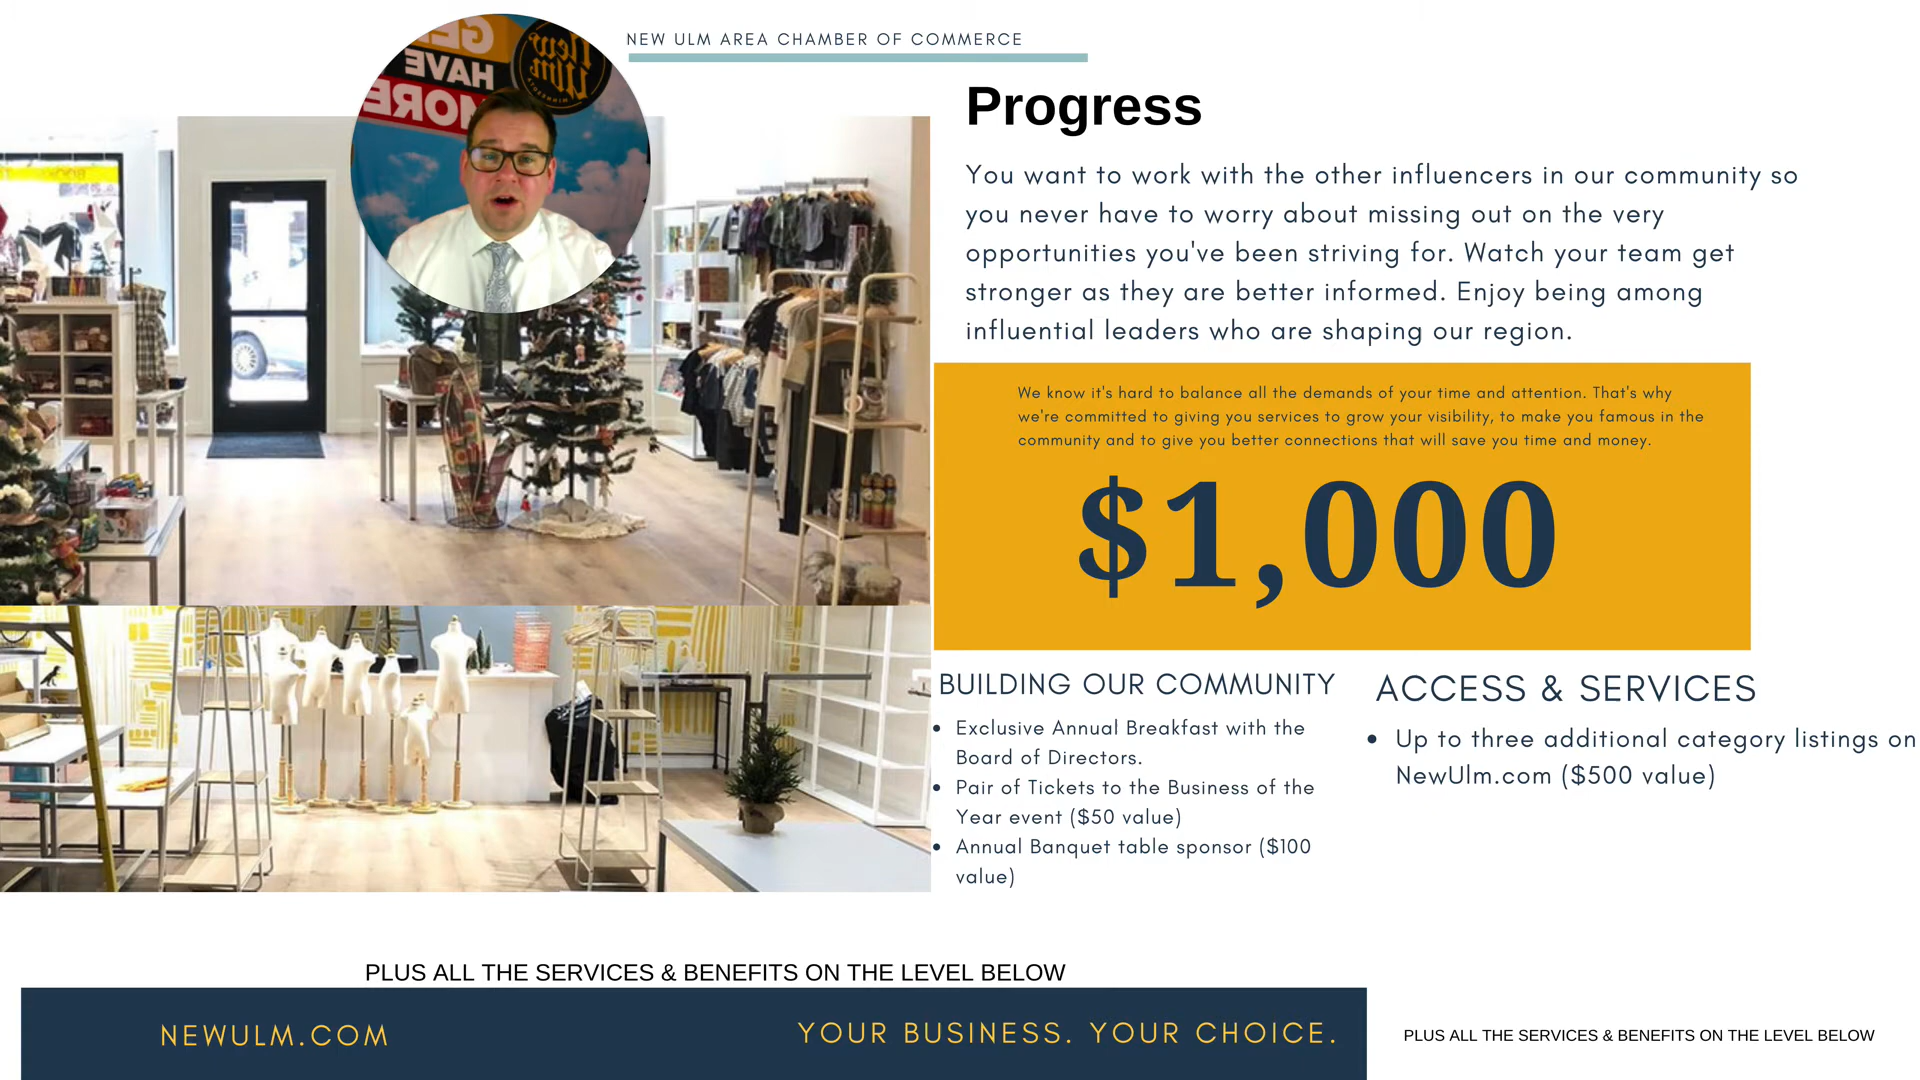 NEW ULM AREA CHAMBER OF COMMERCE
GET
HAVE
MORE
New
Ulm.
MINNESOTA
Progress
You want to work with the other influencers in our community so
you never have to worry about missing out on the very
opportunities you've been striving for. Watch your team get
stronger as they are better informed. Enjoy being among
influential leaders who are shaping our region.
We know it's hard to balance all the demands of your time and attention. That's why
we're committed to giving you services to grow your visibility, to make you famous in the
community and to give you better connections that will save you time and money.
$1,000
BUILDING OUR COMMUNITY
• Exclusive Annual Breakfast with the
Board of Directors.
• Pair of Tickets to the Business of the
Year event ($50 value)
• Annual Banquet table sponsor ($100
value)
ACCESS & SERVICES
• Up to three additional category listings on
NewUlm.com ($500 value)
PLUS ALL THE SERVICES & BENEFITS ON THE LEVEL BELOW
NEWULM.COM
YOUR BUSINESS. YOUR CHOICE.
PLUS ALL THE SERVICES & BENEFITS ON THE LEVEL BELOW